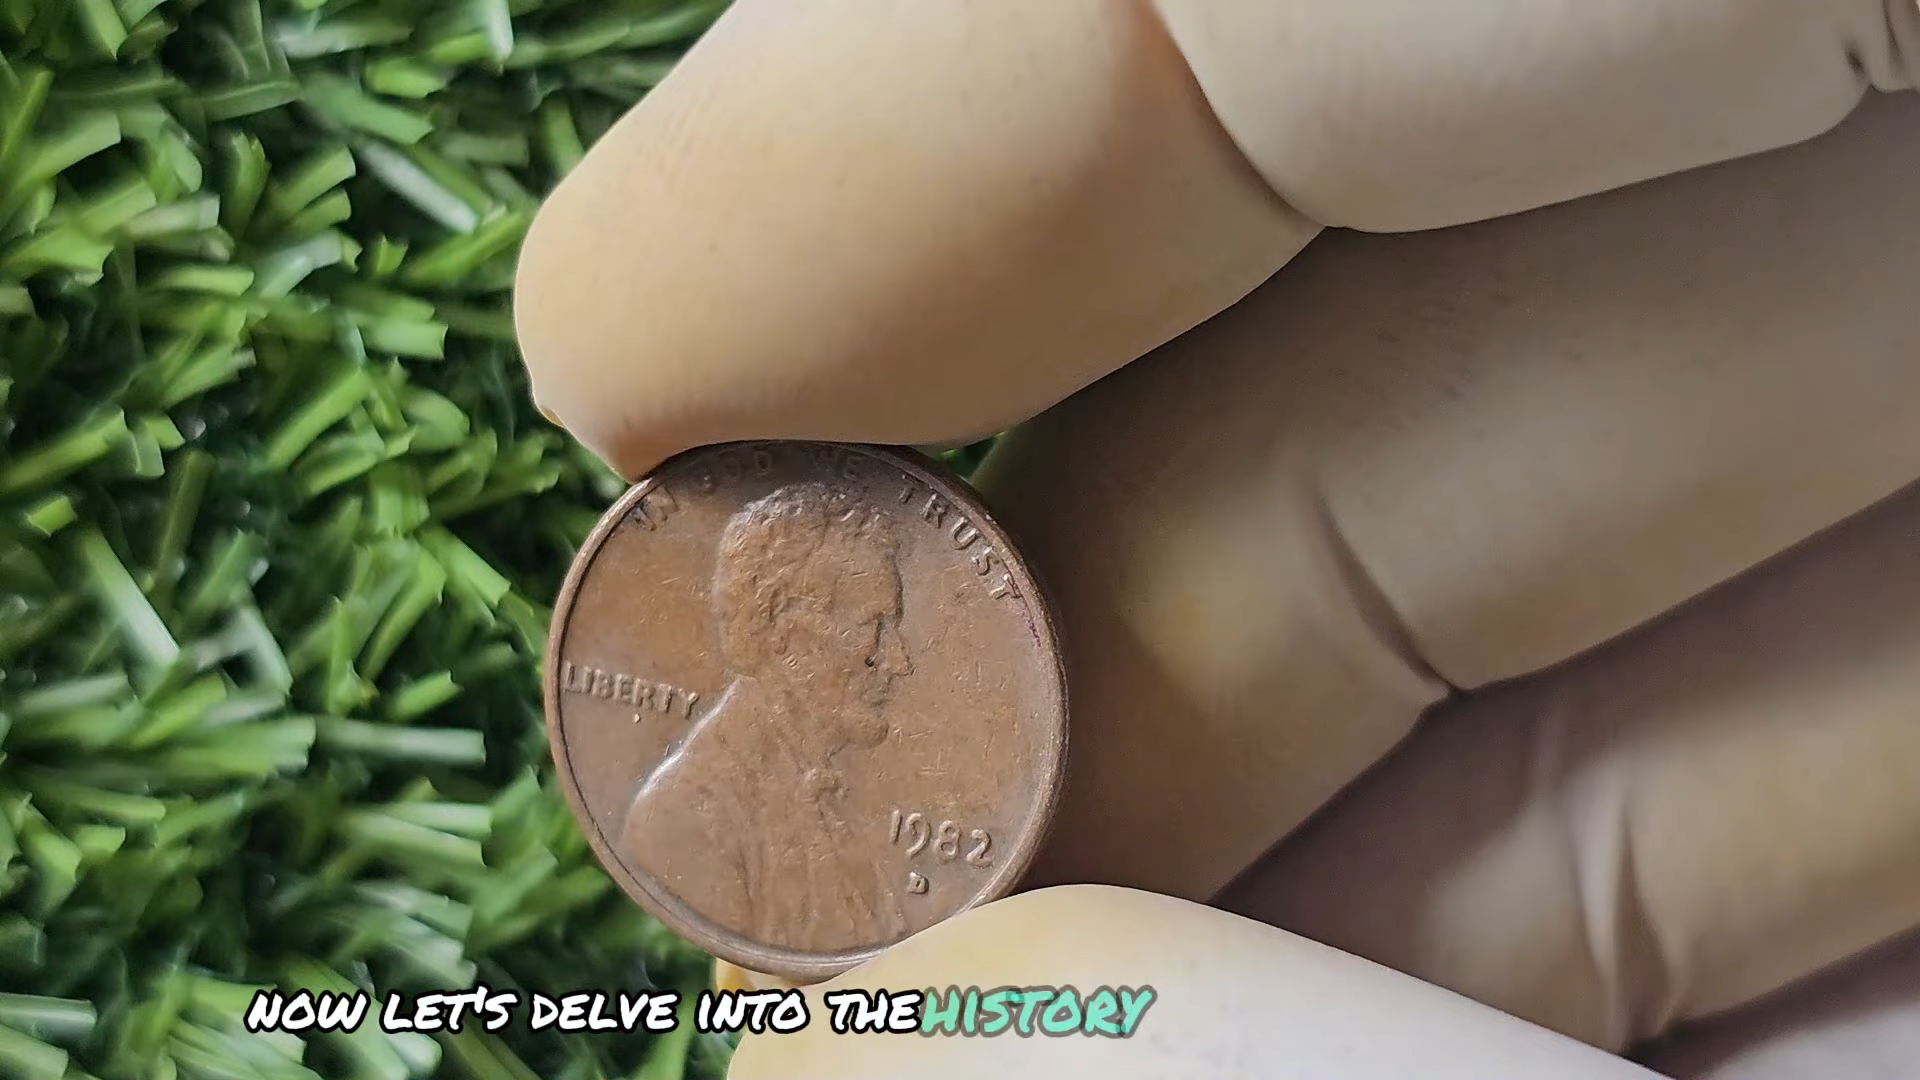 IN GOD WE TRUST
LIBERTY
1982
D
NOW LET'S DELVE INTO THE HISTORY